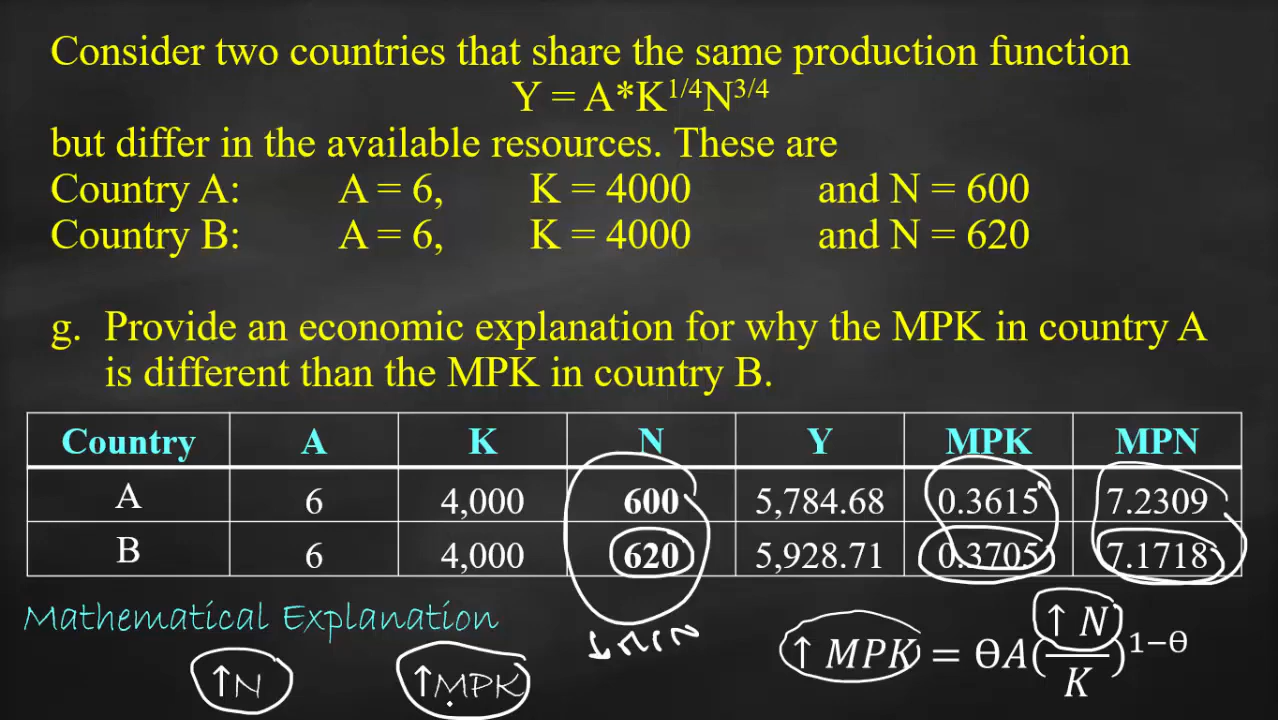 Consider two countries that share the same production function
Y = A*K^1/4 N^3/4
but differ in the available resources. These are
Country A: A = 6, K = 4000 and N = 600
Country B: A = 6, K = 4000 and N = 620
g. Provide an economic explanation for why the MPK in country A
is different than the MPK in country B.
Country A K N Y MPK MPN
A 6 4,000 600 5,784.68 0.3615 7.2309
B 6 4,000 620 5,928.71 0.3705 7.1718
Mathematical Explanation
↑N ↑MPK
↑ MPK = ϴA(↑ N/K)^1−ϴ